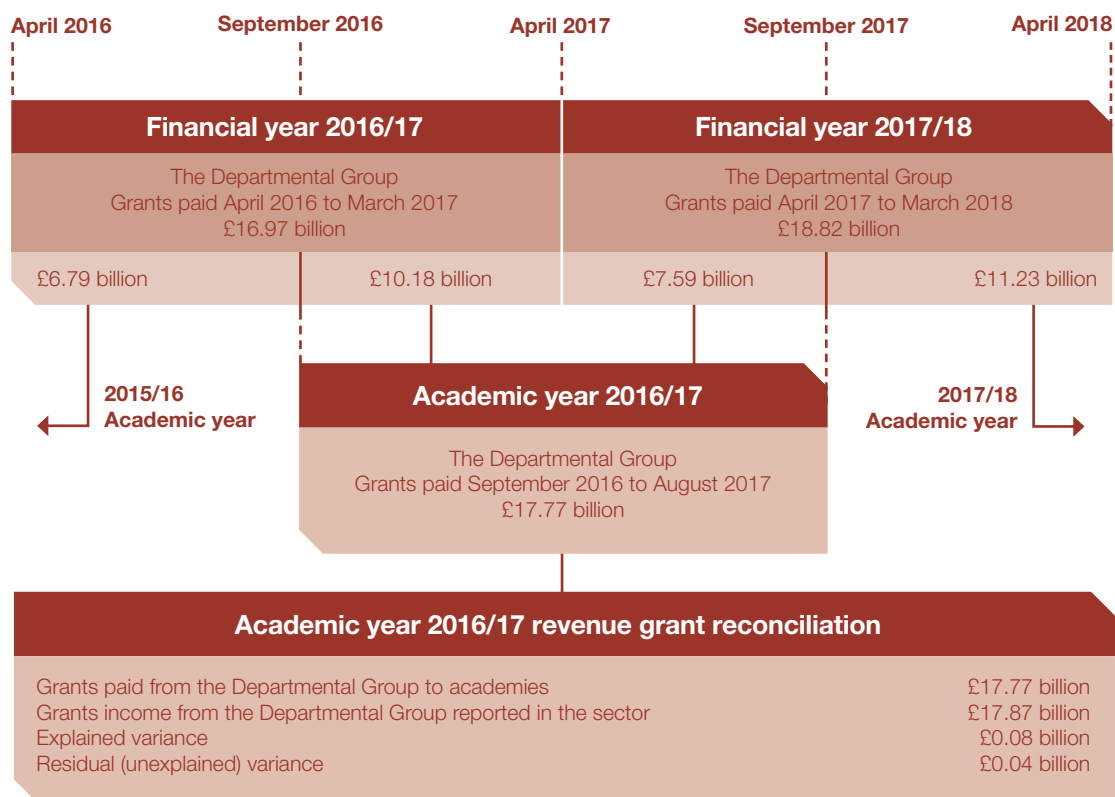 April 2016
September 2016
April 2017
September 2017
April 2018
Financial year 2016/17
Financial year 2017/18
The Departmental Group
Grants paid April 2016 to March 2017
£16.97 billion
The Departmental Group
Grants paid April 2017 to March 2018
£18.82 billion
£6.79 billion
£10.18 billion
£7.59 billion
£11.23 billion
2015/16
Academic year
Academic year 2016/17
2017/18
Academic year
The Departmental Group
Grants paid September 2016 to August 2017
£17.77 billion
Academic year 2016/17 revenue grant reconciliation
Grants paid from the Departmental Group to academies £17.77 billion
Grants income from the Departmental Group reported in the sector £17.87 billion
Explained variance £0.08 billion
Residual (unexplained) variance £0.04 billion